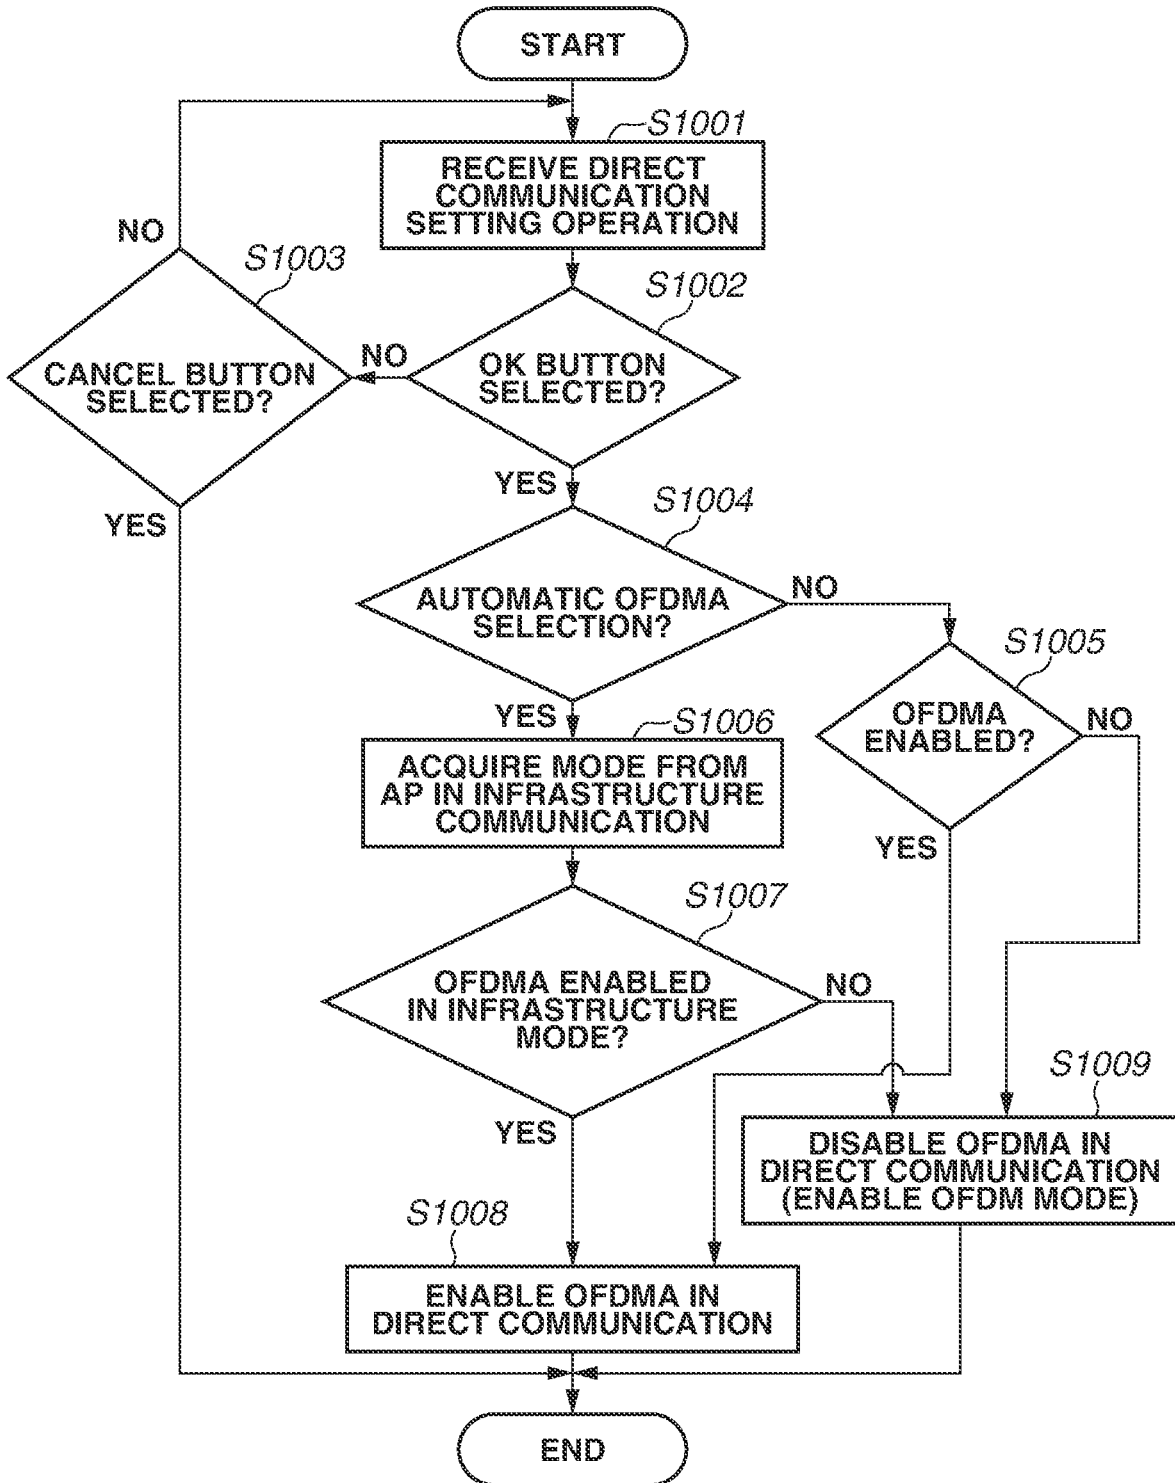 START
S1001
RECEIVE DIRECT
COMMUNICATION
SETTING OPERATION
NO
S1003
S1002
CANCEL BUTTON
SELECTED?
NO
OK BUTTON
SELECTED?
YES
YES
S1004
AUTOMATIC OFDMA
SELECTION?
NO
S1005
OFDMA
ENABLED?
NO
YES
YES
S1006
ACQUIRE MODE FROM
AP IN INFRASTRUCTURE
COMMUNICATION
S1007
OFDMA ENABLED
IN INFRASTRUCTURE
MODE?
NO
YES
S1009
DISABLE OFDMA IN
DIRECT COMMUNICATION
(ENABLE OFDM MODE)
S1008
ENABLE OFDMA IN
DIRECT COMMUNICATION
END